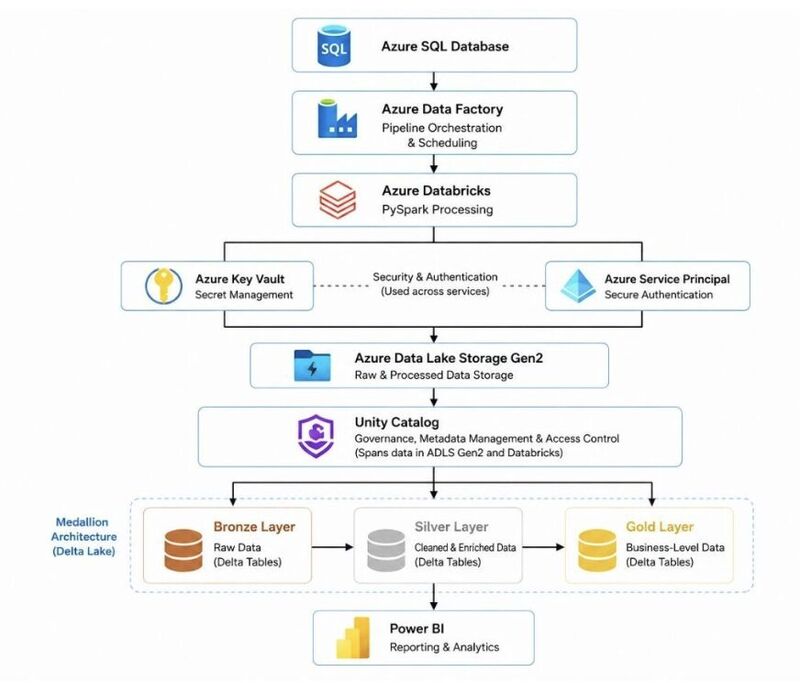 SQL
Azure SQL Database
Azure Data Factory
Pipeline Orchestration
& Scheduling
Azure Databricks
PySpark Processing
Azure Key Vault
Secret Management
Security & Authentication
(Used across services)
Azure Service Principal
Secure Authentication
Azure Data Lake Storage Gen2
Raw & Processed Data Storage
Unity Catalog
Governance, Metadata Management & Access Control
(Spans data in ADLS Gen2 and Databricks)
Medallion
Architecture
(Delta Lake)
Bronze Layer
Raw Data
(Delta Tables)
Silver Layer
Cleaned & Enriched Data
(Delta Tables)
Gold Layer
Business-Level Data
(Delta Tables)
Power BI
Reporting & Analytics